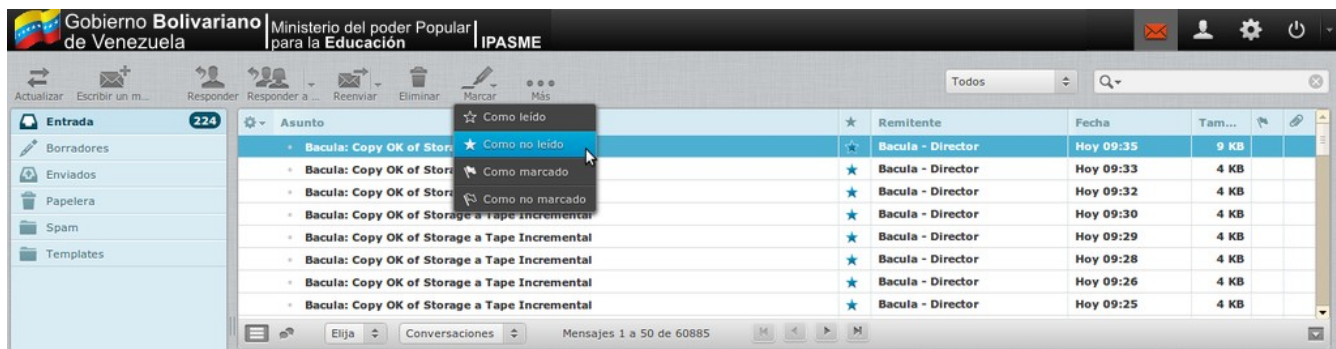 Gobierno Bolivariano
de Venezuela
Ministerio del poder Popular
para la Educación
IPASME
Actualizar Escribir un m... Responder Responder a ... Reenviar Eliminar Marcar Más
Todos
Entrada 224
Borradores
Enviados
Papelera
Spam
Templates
Asunto Remitente Fecha Tam...
Como leído
Como no leído
Como marcado
Como no marcado
Bacula: Copy OK of Stora Bacula - Director Hoy 09:35 9 KB
Bacula: Copy OK of Stora Bacula - Director Hoy 09:33 4 KB
Bacula: Copy OK of Stora Bacula - Director Hoy 09:32 4 KB
Bacula: Copy OK of Storage a Tape Incremental Bacula - Director Hoy 09:30 4 KB
Bacula: Copy OK of Storage a Tape Incremental Bacula - Director Hoy 09:29 4 KB
Bacula: Copy OK of Storage a Tape Incremental Bacula - Director Hoy 09:28 4 KB
Bacula: Copy OK of Storage a Tape Incremental Bacula - Director Hoy 09:26 4 KB
Bacula: Copy OK of Storage a Tape Incremental Bacula - Director Hoy 09:25 4 KB
Elija Conversaciones Mensajes 1 a 50 de 60885